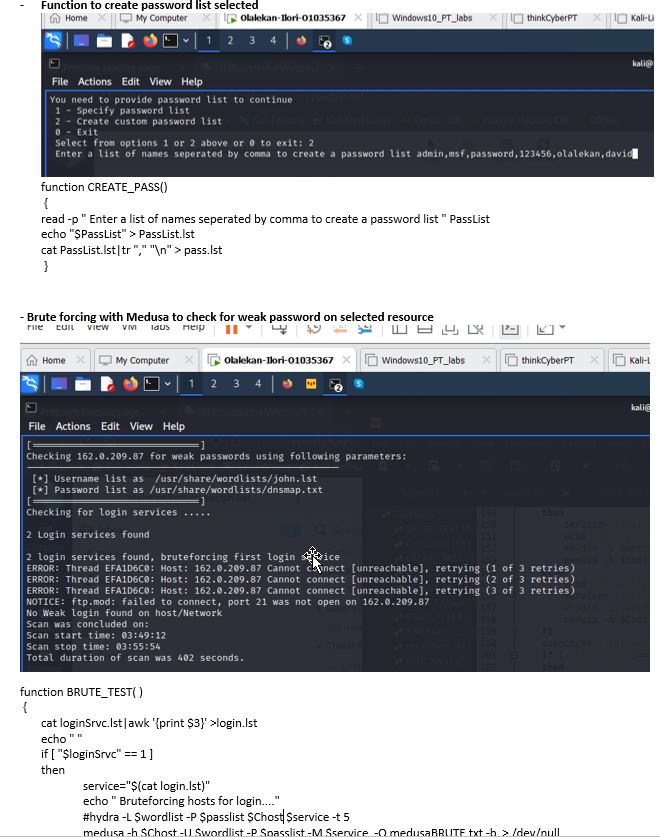 - Function to create password list selected
Home My Computer Olalekan-Ilori-01035367 Windows10_PT_labs thinkCyberPT Kali-Li
1 2 3 4 2
kali@
File Actions Edit View Help
You need to provide password list to continue
1 - Specify password list
2 - Create custom password list
0 - Exit
Select from options 1 or 2 above or 0 to exit: 2
Enter a list of names seperated by comma to create a password list admin,msf,password,123456,olalekan,david
function CREATE_PASS()
{
read -p " Enter a list of names seperated by comma to create a password list " PassList
echo "$PassList" > PassList.lst
cat PassList.lst|tr "," "\n" > pass.lst
}
- Brute forcing with Medusa to check for weak password on selected resource
File Edit View VM Tabs Help
Home My Computer Olalekan-Ilori-01035367 Windows10_PT_labs thinkCyberPT Kali-L
1 2 3 4 2
kali@
File Actions Edit View Help
[═══════════════════════]
Checking 162.0.209.87 for weak passwords using following parameters:
[*] Username list as /usr/share/wordlists/john.lst
[*] Password list as /usr/share/wordlists/dnsmap.txt
[═══════════════════════]
Checking for login services .....
2 Login services found
2 login services found, bruteforcing first login service
ERROR: Thread EFA1D6C0: Host: 162.0.209.87 Cannot connect [unreachable], retrying (1 of 3 retries)
ERROR: Thread EFA1D6C0: Host: 162.0.209.87 Cannot connect [unreachable], retrying (2 of 3 retries)
ERROR: Thread EFA1D6C0: Host: 162.0.209.87 Cannot connect [unreachable], retrying (3 of 3 retries)
NOTICE: ftp.mod: failed to connect, port 21 was not open on 162.0.209.87
No Weak login found on host/Network
Scan was concluded on:
Scan start time: 03:49:12
Scan stop time: 03:55:54
Total duration of scan was 402 seconds.
function BRUTE_TEST( )
{
cat loginSrvc.lst|awk '{print $3}' >login.lst
echo " "
if [ "$loginSrvc" == 1 ]
then
service="$(cat login.lst)"
echo " Bruteforcing hosts for login...."
#hydra -L $wordlist -P $passlist $Chost $service -t 5
medusa -h $Chost -U $wordlist -P $passlist -M $service -O medusaBRUTE.txt -b > /dev/null